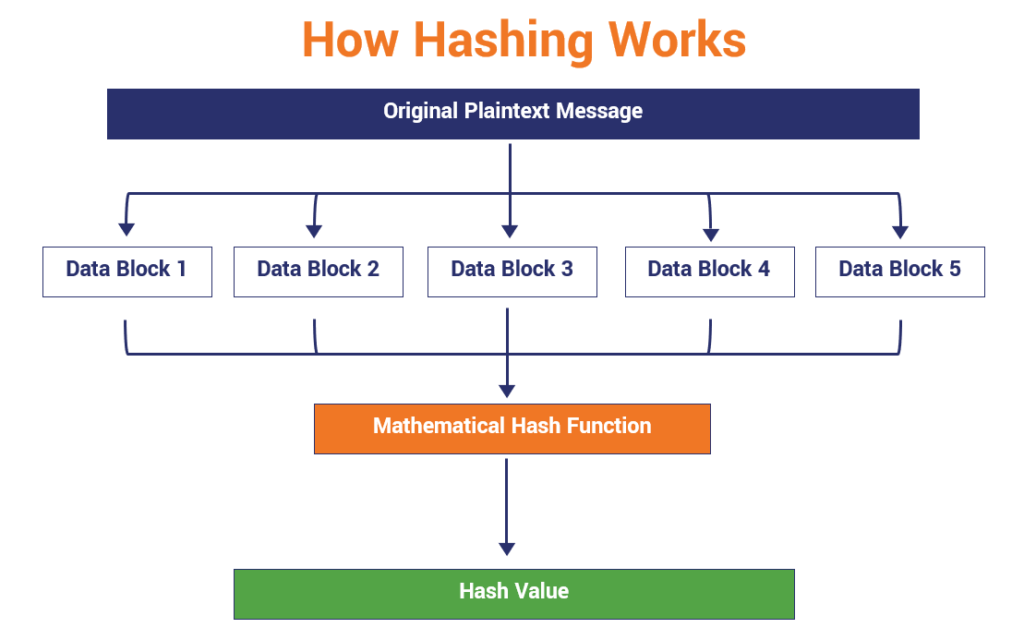 How Hashing Works
Original Plaintext Message
Data Block 1
Data Block 2
Data Block 3
Data Block 4
Data Block 5
Mathematical Hash Function
Hash Value